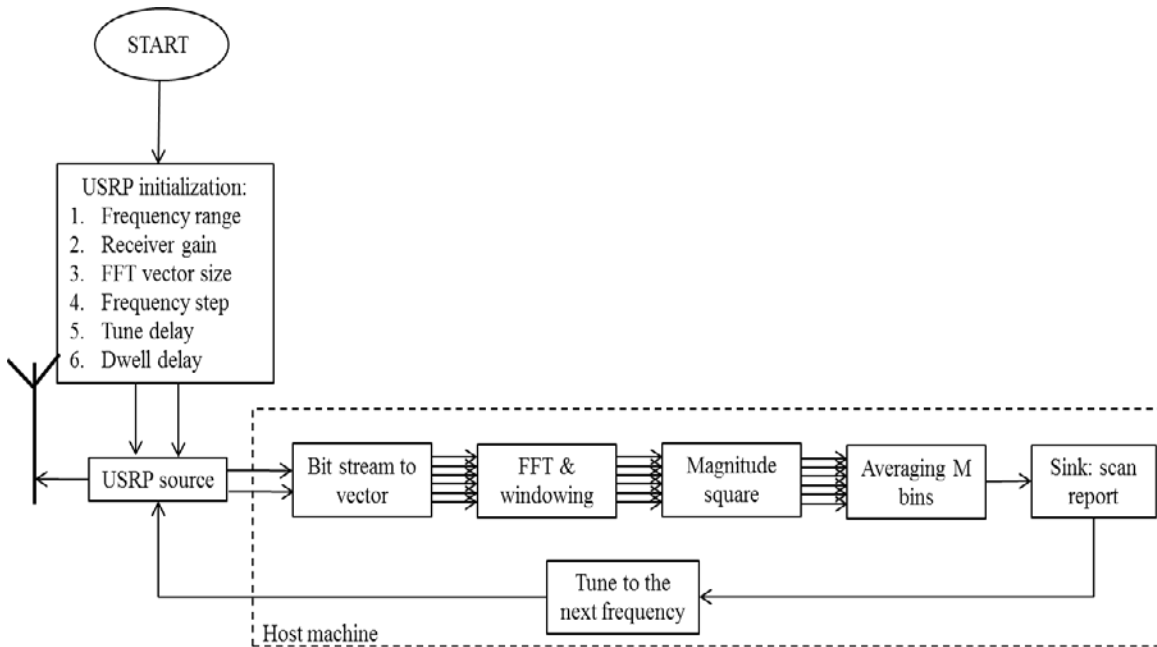 START
USRP initialization:
1. Frequency range
2. Receiver gain
3. FFT vector size
4. Frequency step
5. Tune delay
6. Dwell delay
USRP source
Bit stream to
vector
FFT &
windowing
Magnitude
square
Averaging M
bins
Sink: scan
report
Tune to the
next frequency
Host machine